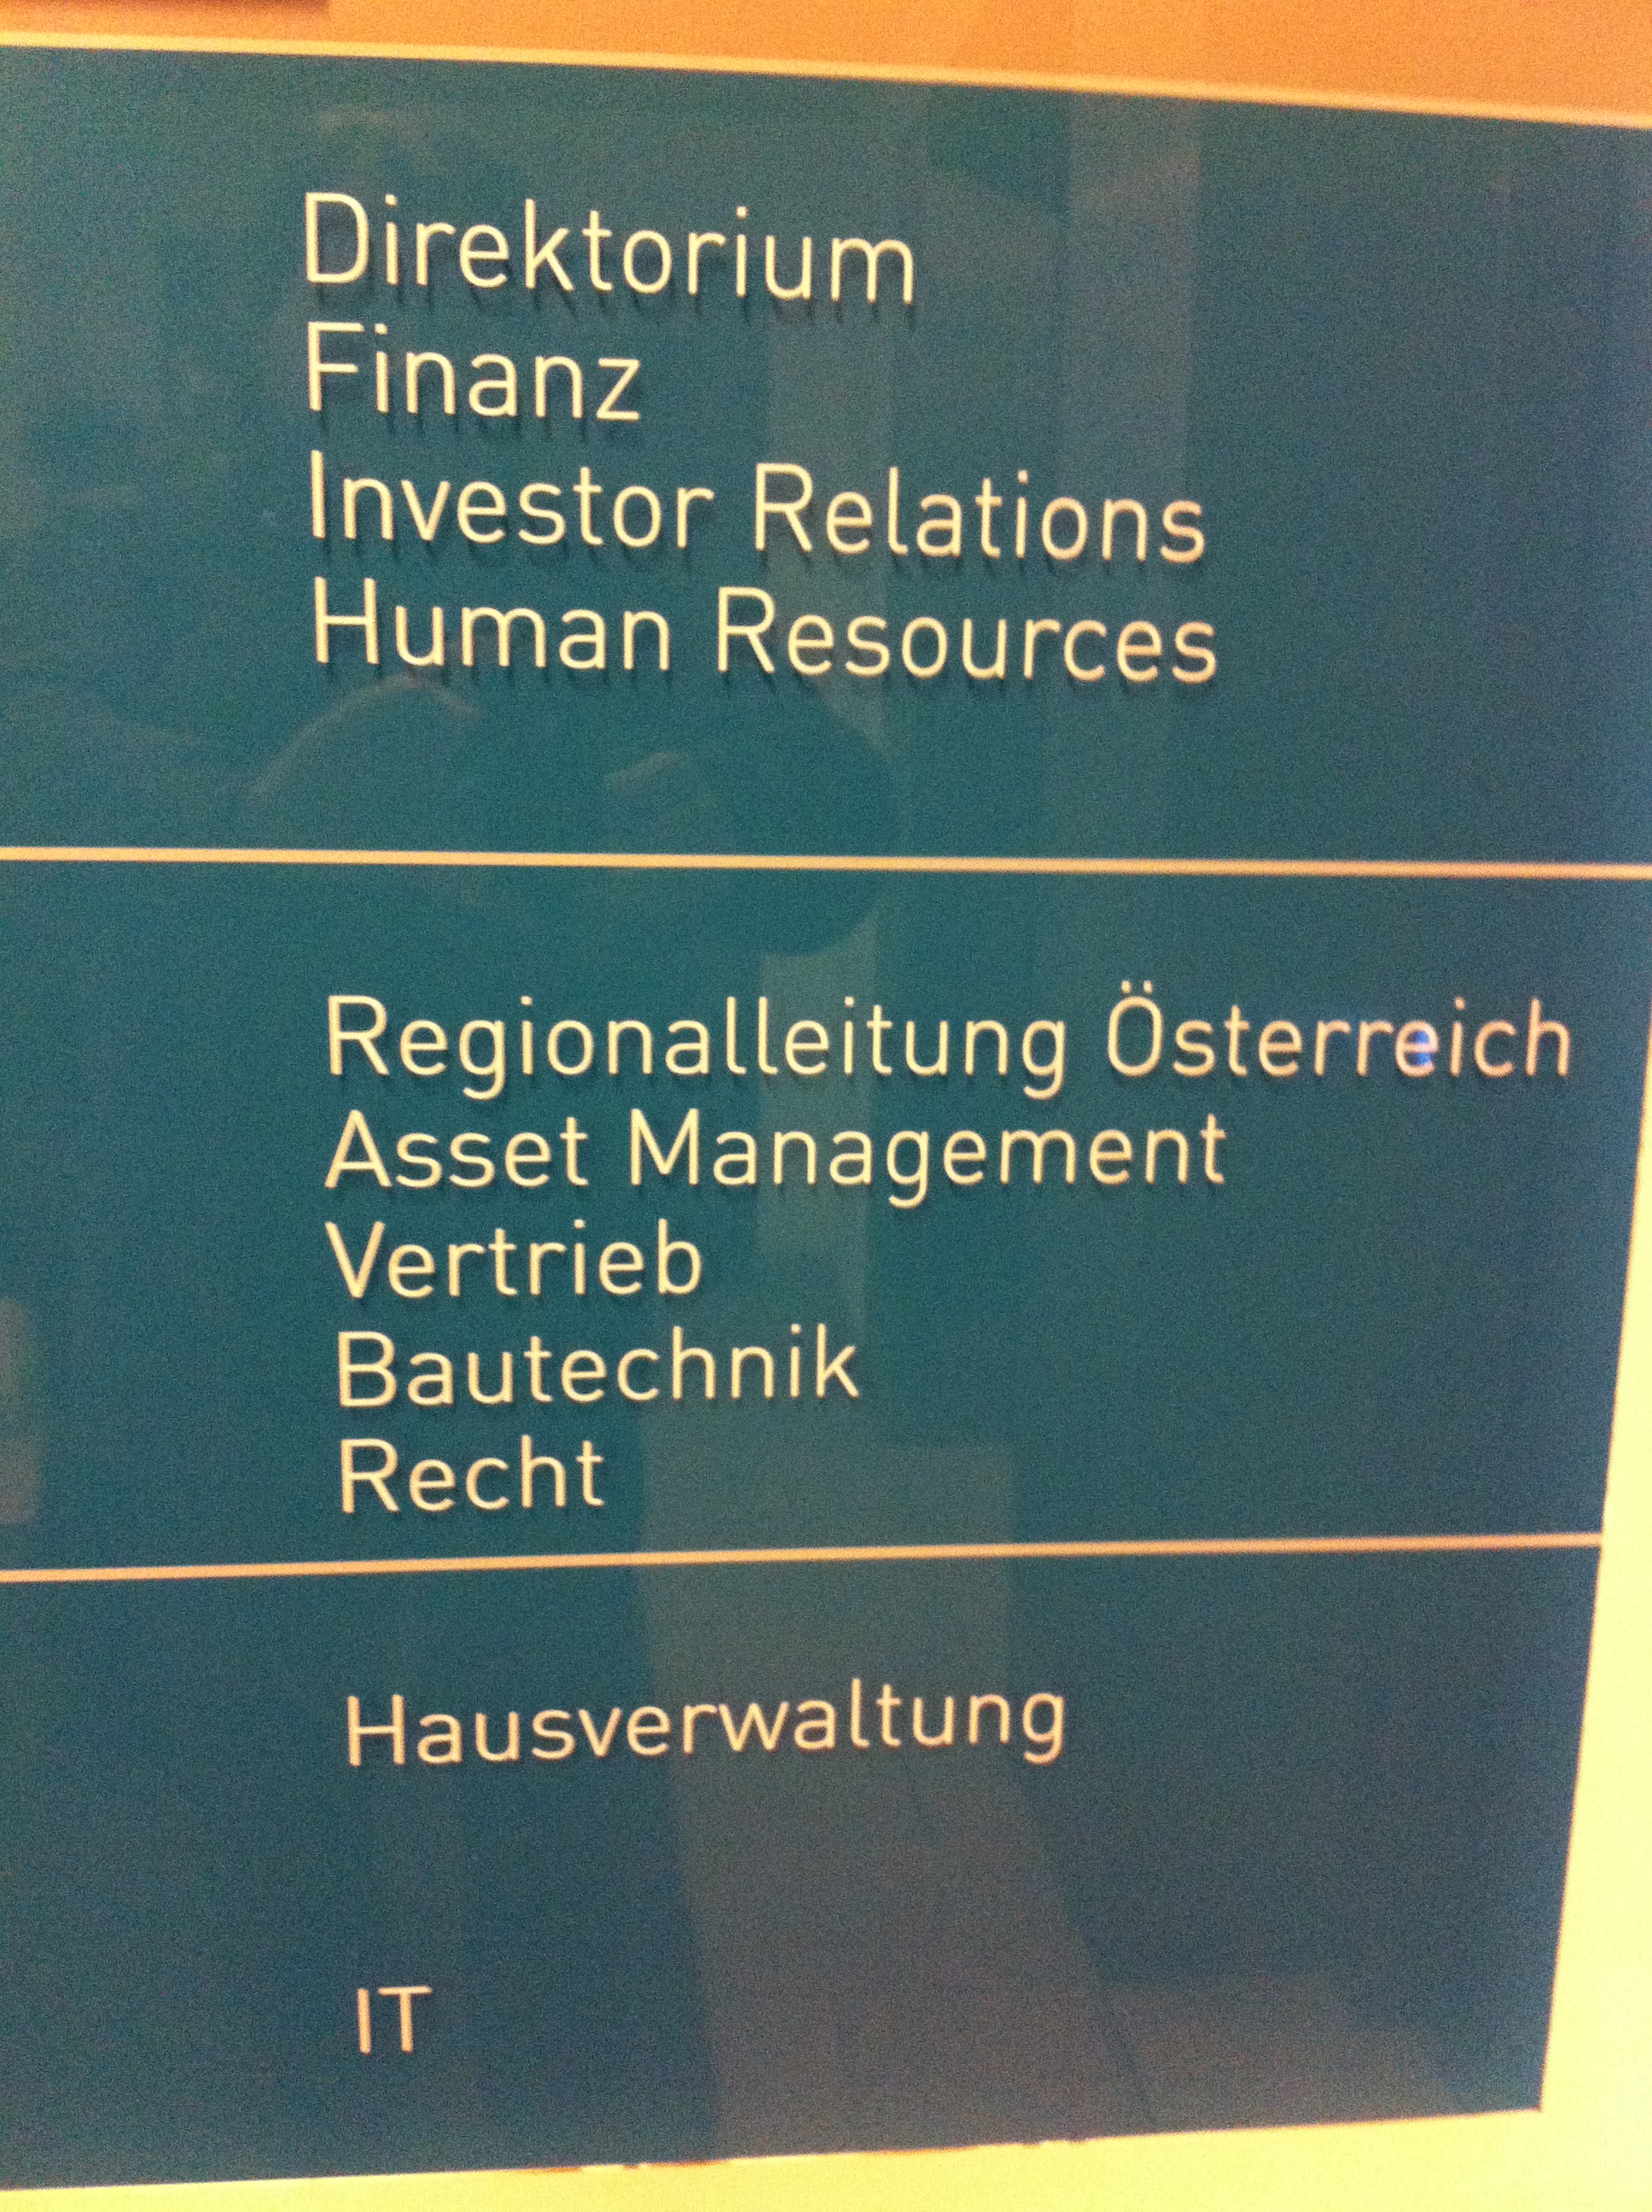 Direktorium
Finanz
Investor Relations
Human Resources
Regionalleitung Österreich
Asset Management
Vertrieb
Bautechnik
Recht
Hausverwaltung
IT